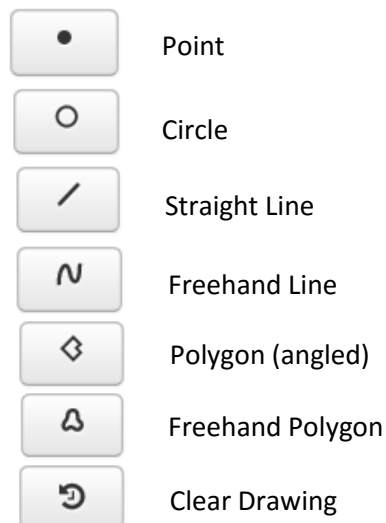 Point
Circle
Straight Line
Freehand Line
Polygon (angled)
Freehand Polygon
Clear Drawing